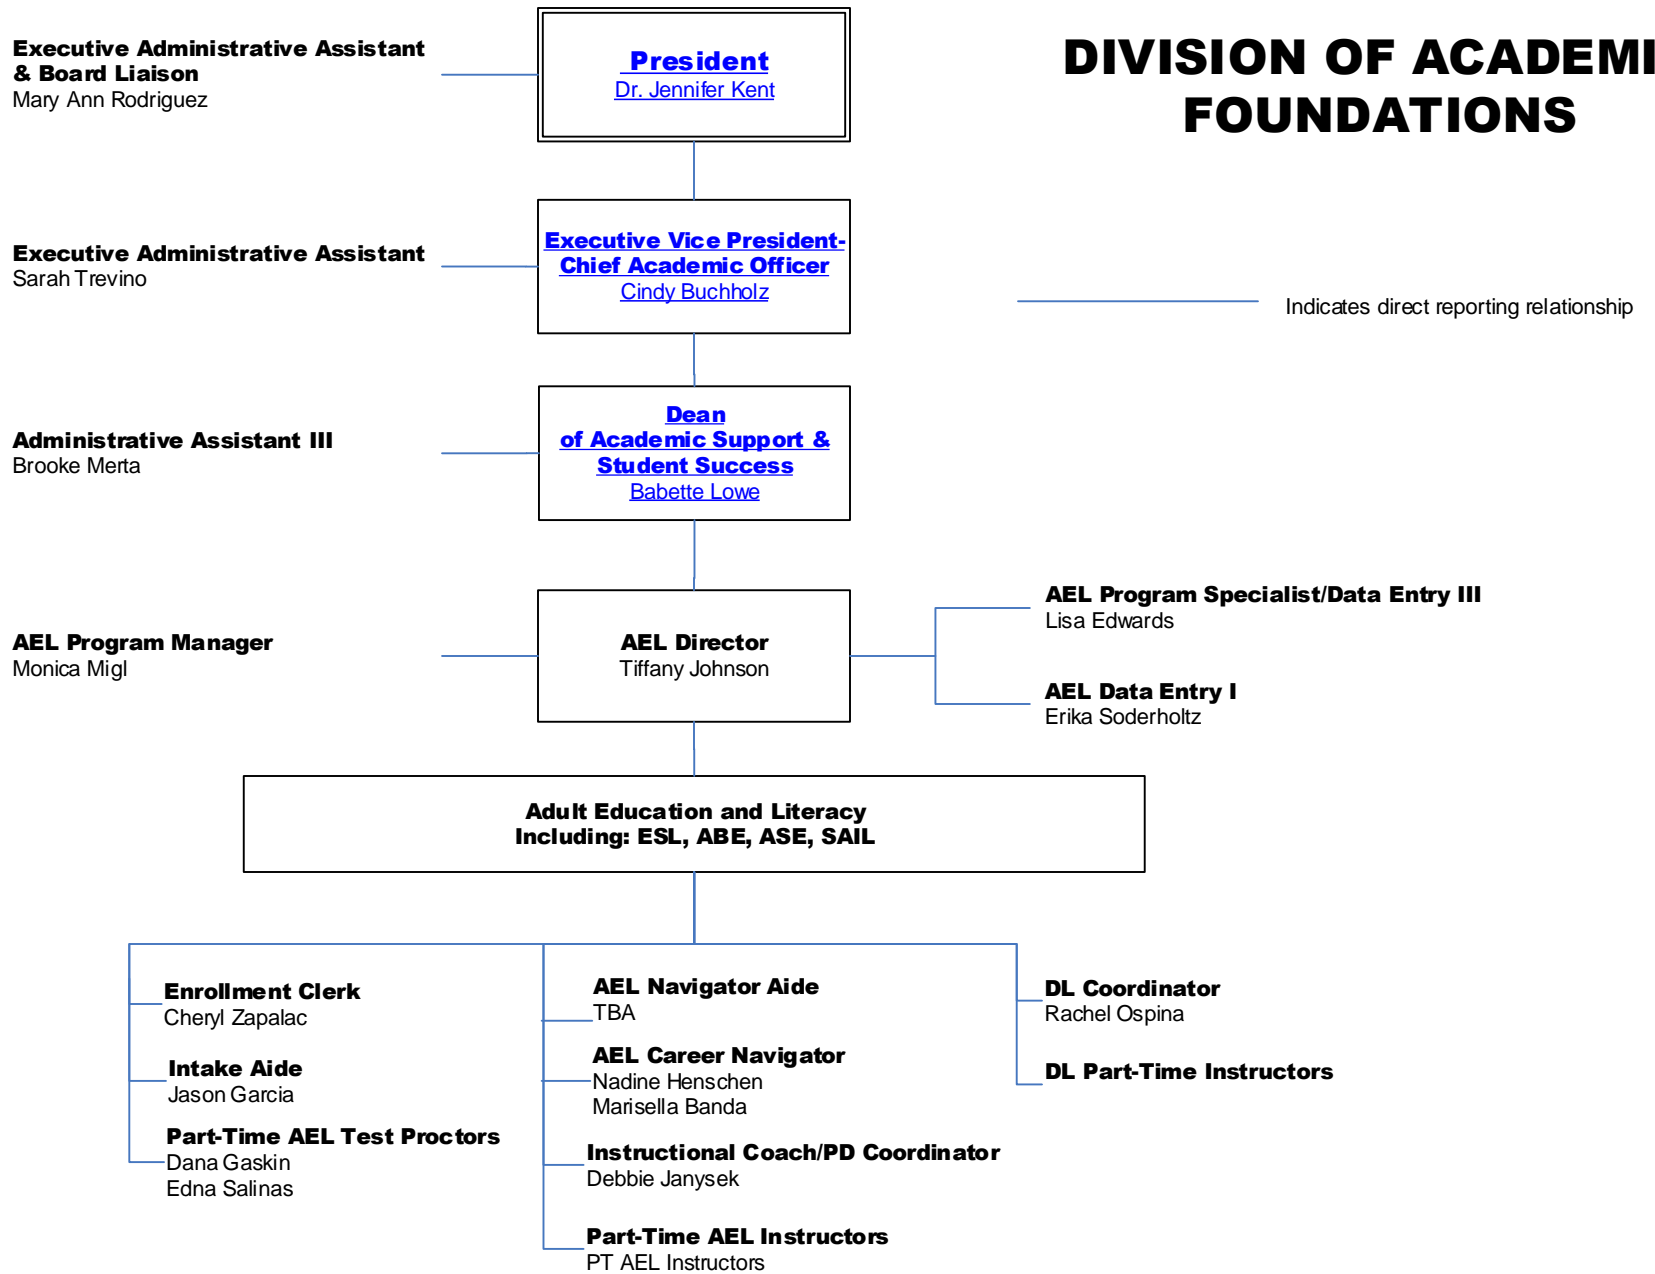 Executive Administrative Assistant
& Board Liaison
Mary Ann Rodriguez
President
Dr. Jennifer Kent
DIVISION OF ACADEMI
FOUNDATIONS
Executive Administrative Assistant
Sarah Trevino
Executive Vice President-
Chief Academic Officer
Cindy Buchholz
Indicates direct reporting relationship
Administrative Assistant III
Brooke Merta
Dean
of Academic Support &
Student Success
Babette Lowe
AEL Program Manager
Monica Migl
AEL Director
Tiffany Johnson
AEL Program Specialist/Data Entry III
Lisa Edwards
AEL Data Entry I
Erika Soderholtz
Adult Education and Literacy
Including: ESL, ABE, ASE, SAIL
Enrollment Clerk
Cheryl Zapalac
Intake Aide
Jason Garcia
Part-Time AEL Test Proctors
Dana Gaskin
Edna Salinas
AEL Navigator Aide
TBA
AEL Career Navigator
Nadine Henschen
Marisella Banda
Instructional Coach/PD Coordinator
Debbie Janysek
Part-Time AEL Instructors
PT AEL Instructors
DL Coordinator
Rachel Ospina
DL Part-Time Instructors